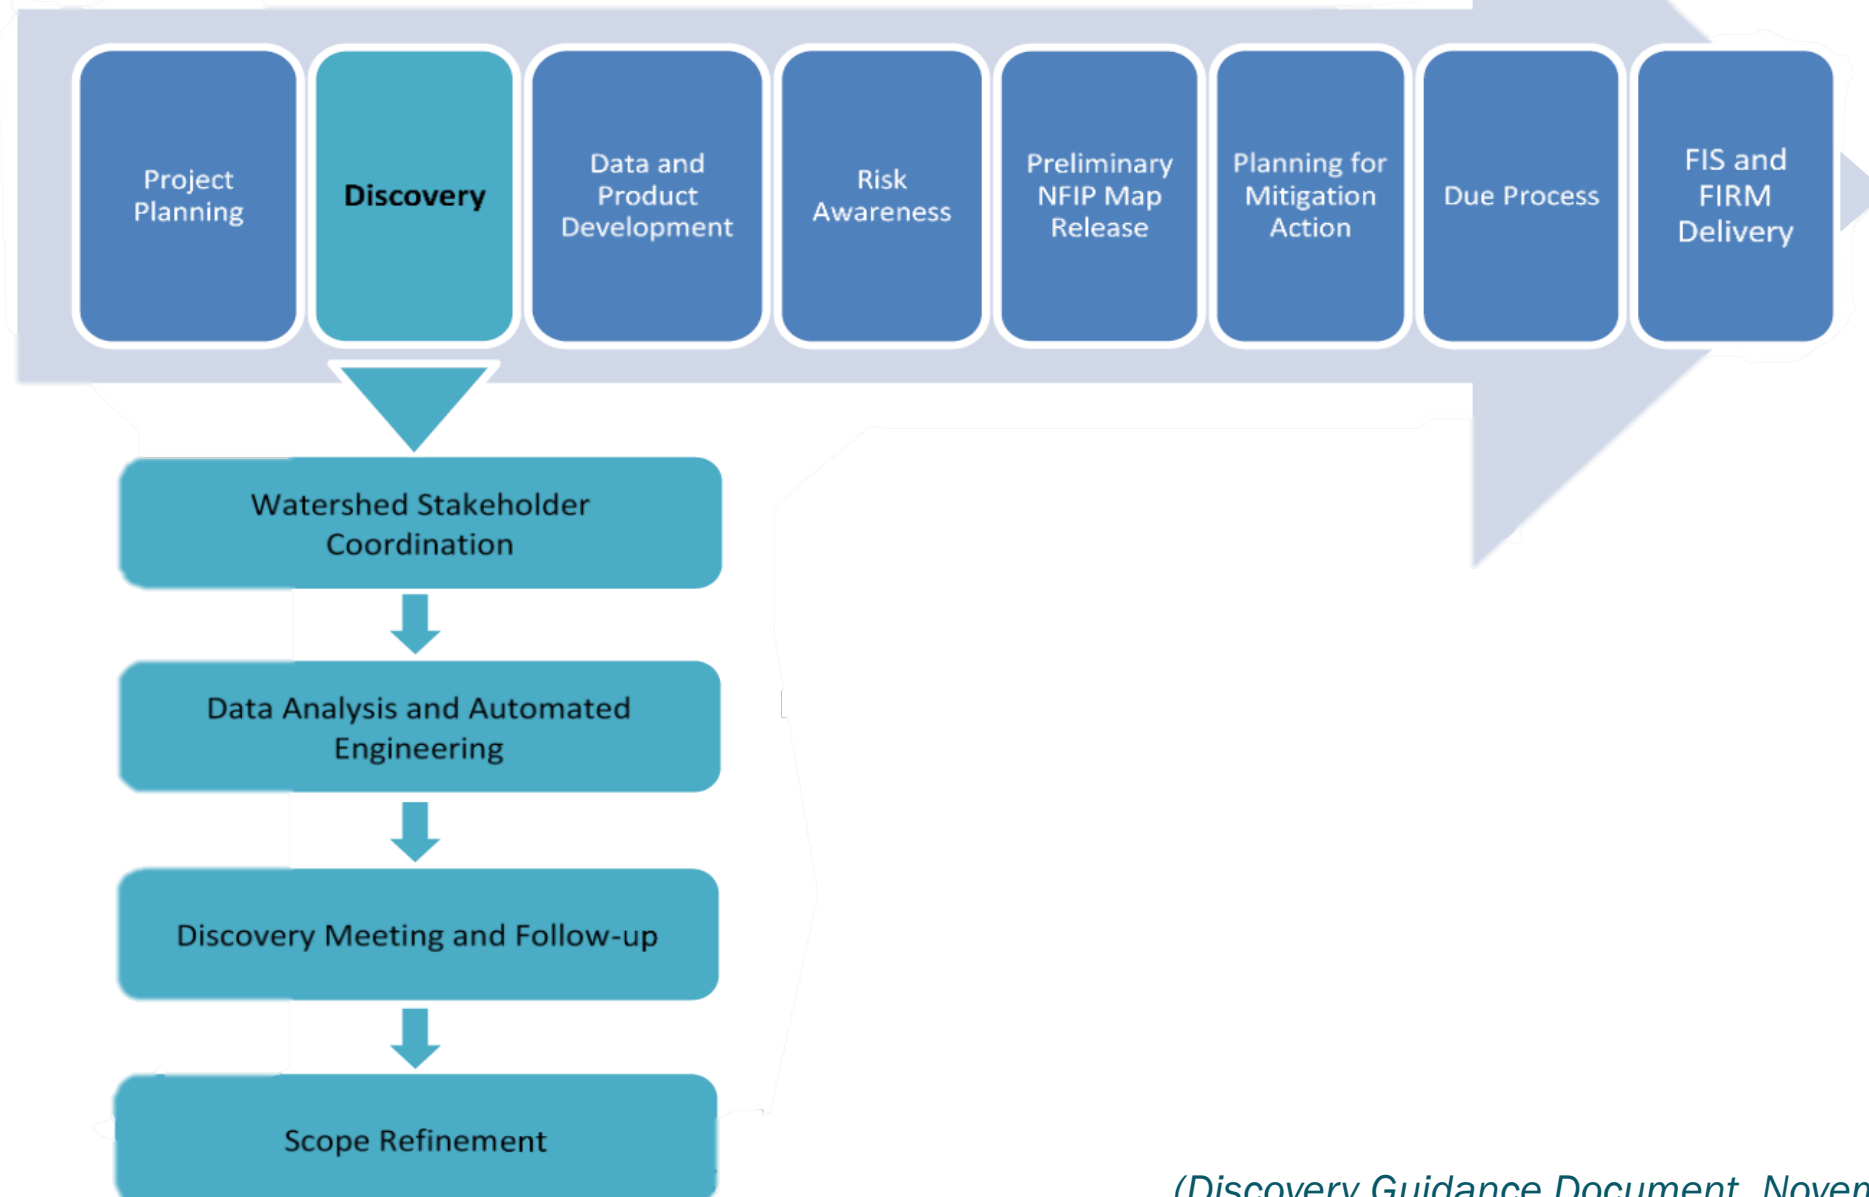 Project
Planning
Discovery
Data and
Product
Development
Risk
Awareness
Preliminary
NFIP Map
Release
Planning for
Mitigation
Action
Due Process
FIS and
FIRM
Delivery
Watershed Stakeholder
Coordination
Data Analysis and Automated
Engineering
Discovery Meeting and Follow-up
Scope Refinement
(Discovery Guidance Document,